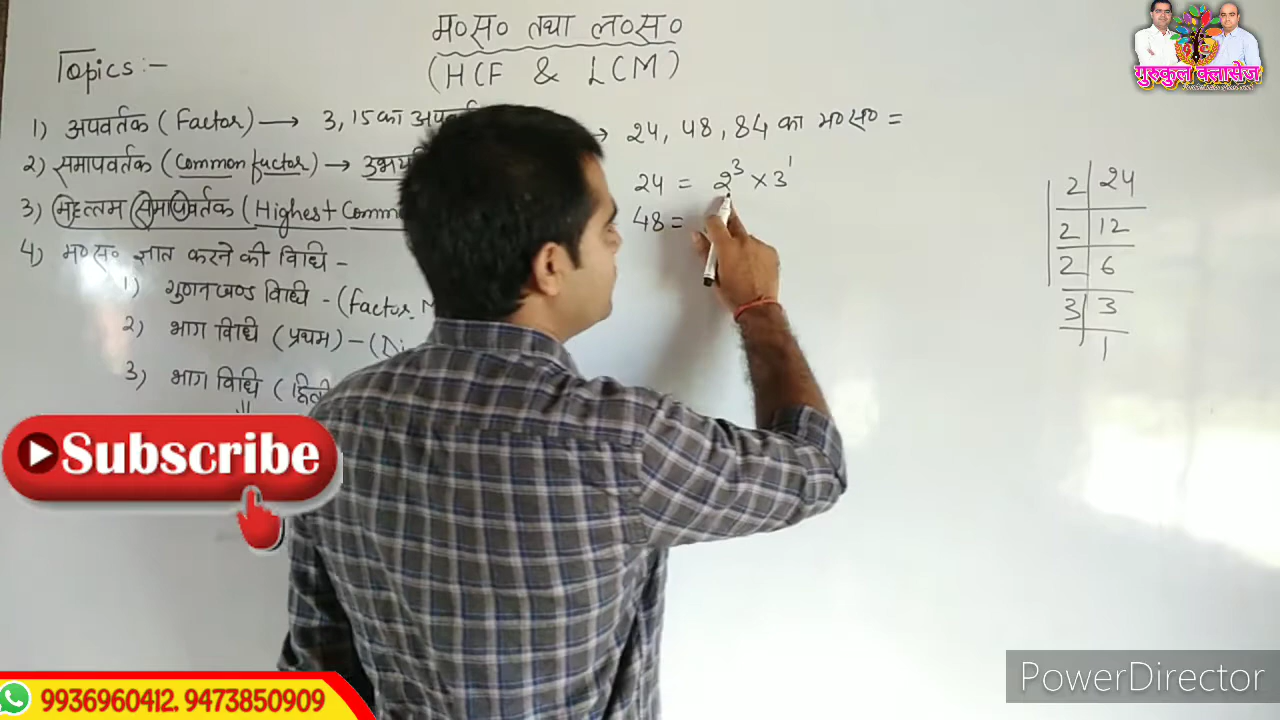 म०स० तथा ल०स०
(HCF & LCM)
Topics:-
1) अपवर्तक (Factor) → 3, 15 का
2) समापवर्तक (Common factor) →
3) महत्तम समापवर्तक (Highest
4) म०स० ज्ञात करने की विधि -
1) गुणनखण्ड विधि - (Factor
2) भाग विधि (प्रथम) -
3) भाग विधि
→ 24, 48, 84 का म०स० =
24 = 2³ × 3¹
48 =
2 24
2 12
2 6
3 3
1
गुरुकुल क्लासेज
Subscribe
9936960412. 9473850909
PowerDirector